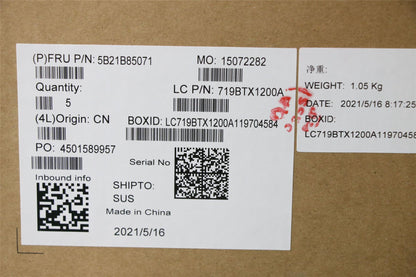 (P)FRU P/N: 5B21B85071
MO: 15072282
Quantity:
5
LC P/N: 719BTX1200A
(4L)Origin: CN
BOXID: LC719BTX1200A119704584
PO: 4501589957
Serial No
Inbound info
SHIPTO:
SUS
Made in China
2021/5/16
净重:
WEIGHT: 1.05 Kg
DATE: 2021/5/16 8:17:25
BOXID:
LC719BTX1200A11970458